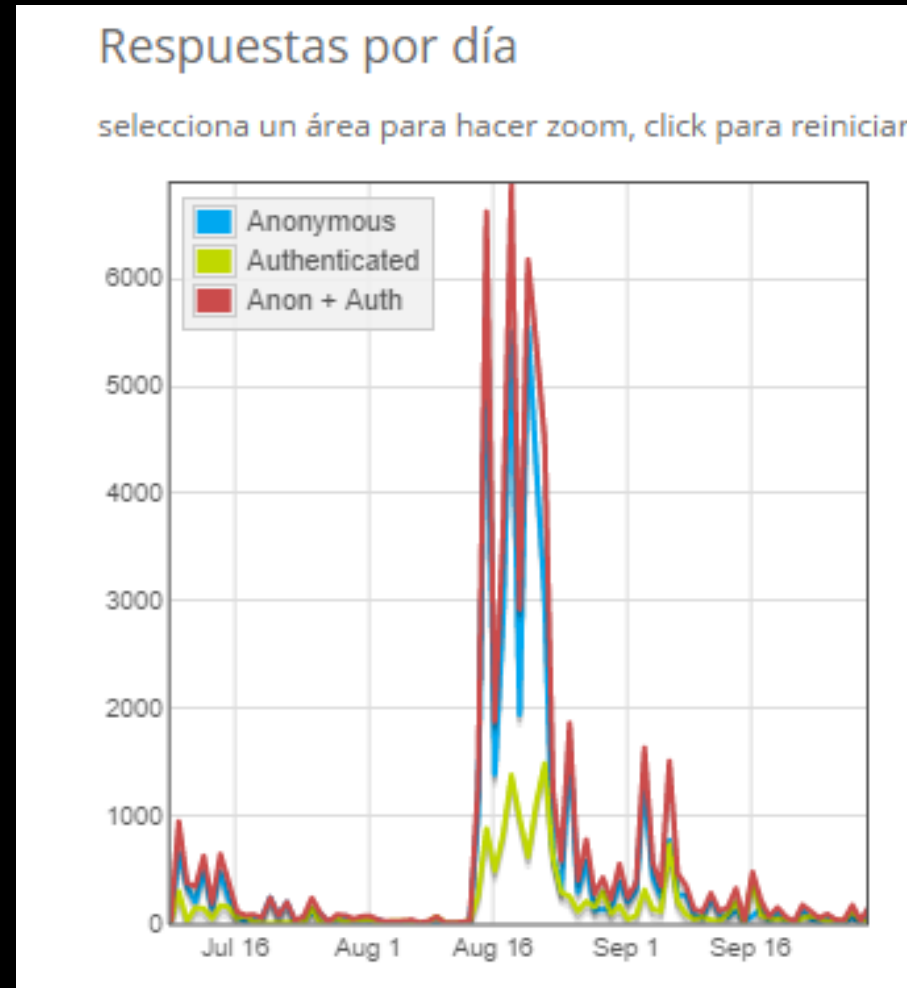 Respuestas por día
selecciona un área para hacer zoom, click para reiniciar
Anonymous
Authenticated
Anon + Auth
6000
5000
4000
3000
2000
1000
0
Jul 16 Aug 1 Aug 16 Sep 1 Sep 16